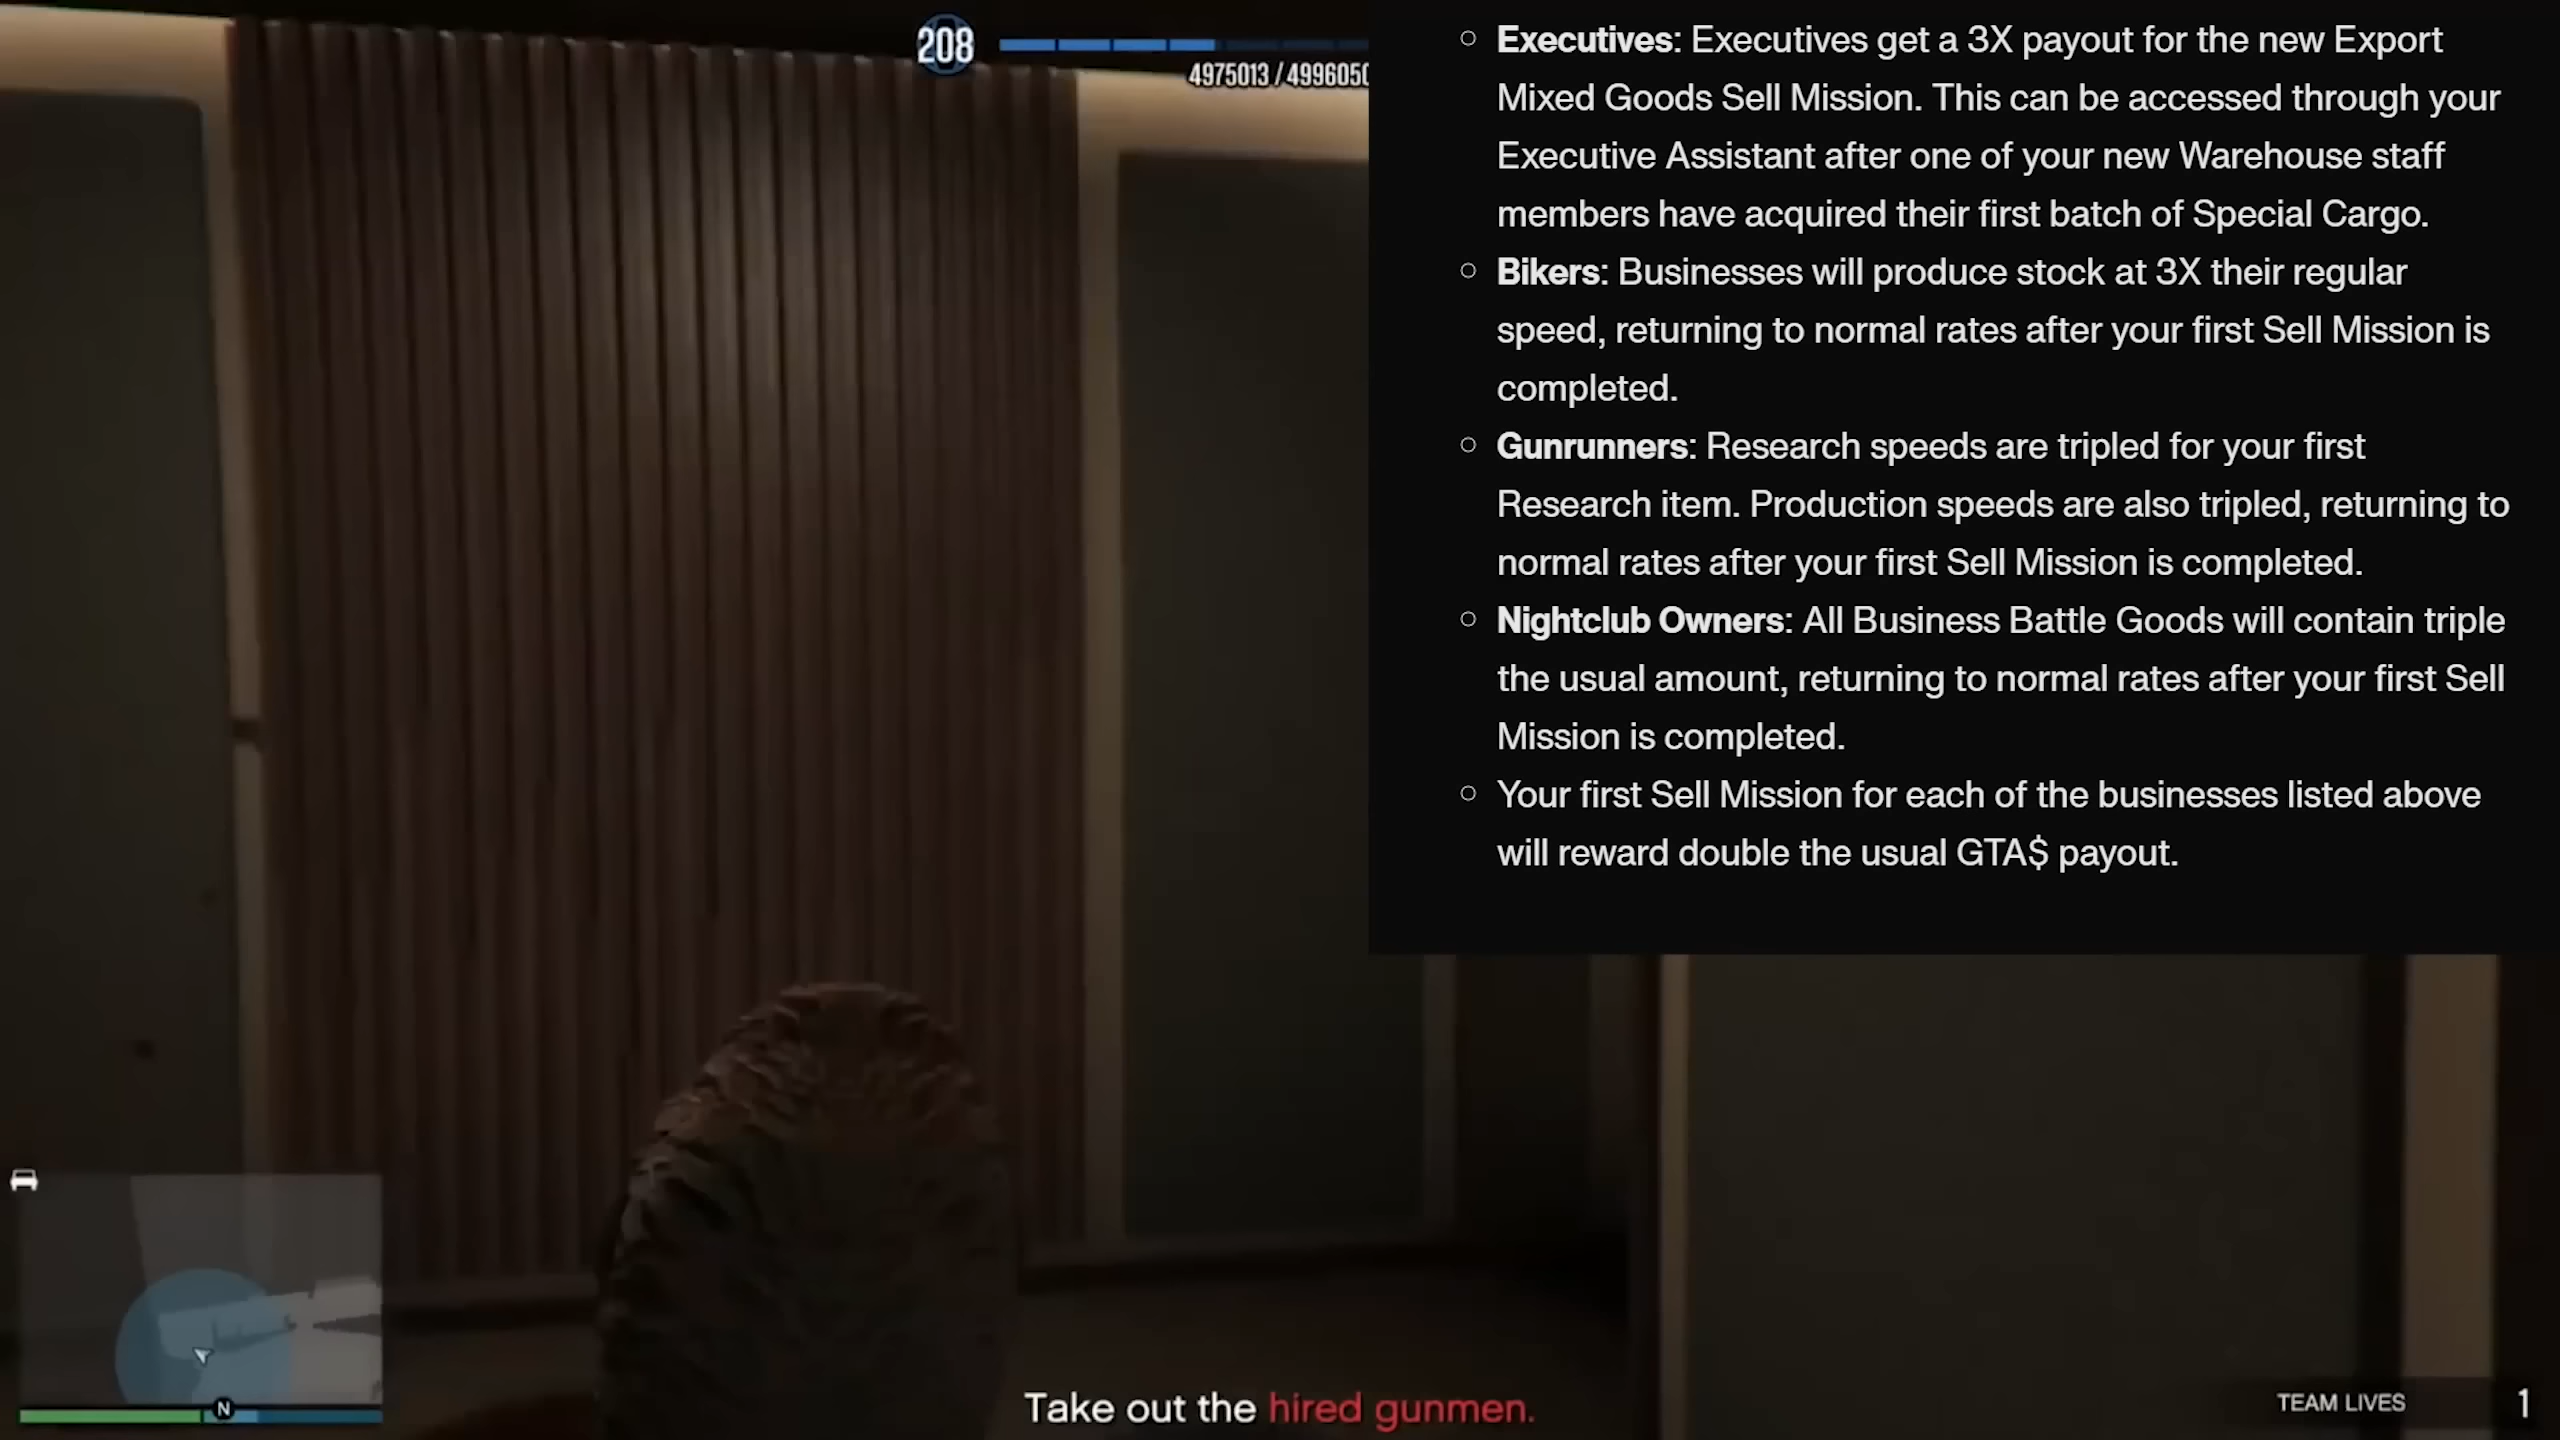 208
4975013 / 4996050
Executives: Executives get a 3X payout for the new Export
Mixed Goods Sell Mission. This can be accessed through your
Executive Assistant after one of your new Warehouse staff
members have acquired their first batch of Special Cargo.
Bikers: Businesses will produce stock at 3X their regular
speed, returning to normal rates after your first Sell Mission is
completed.
Gunrunners: Research speeds are tripled for your first
Research item. Production speeds are also tripled, returning to
normal rates after your first Sell Mission is completed.
Nightclub Owners: All Business Battle Goods will contain triple
the usual amount, returning to normal rates after your first Sell
Mission is completed.
Your first Sell Mission for each of the businesses listed above
will reward double the usual GTA$ payout.
N
Take out the hired gunmen.
TEAM LIVES 1